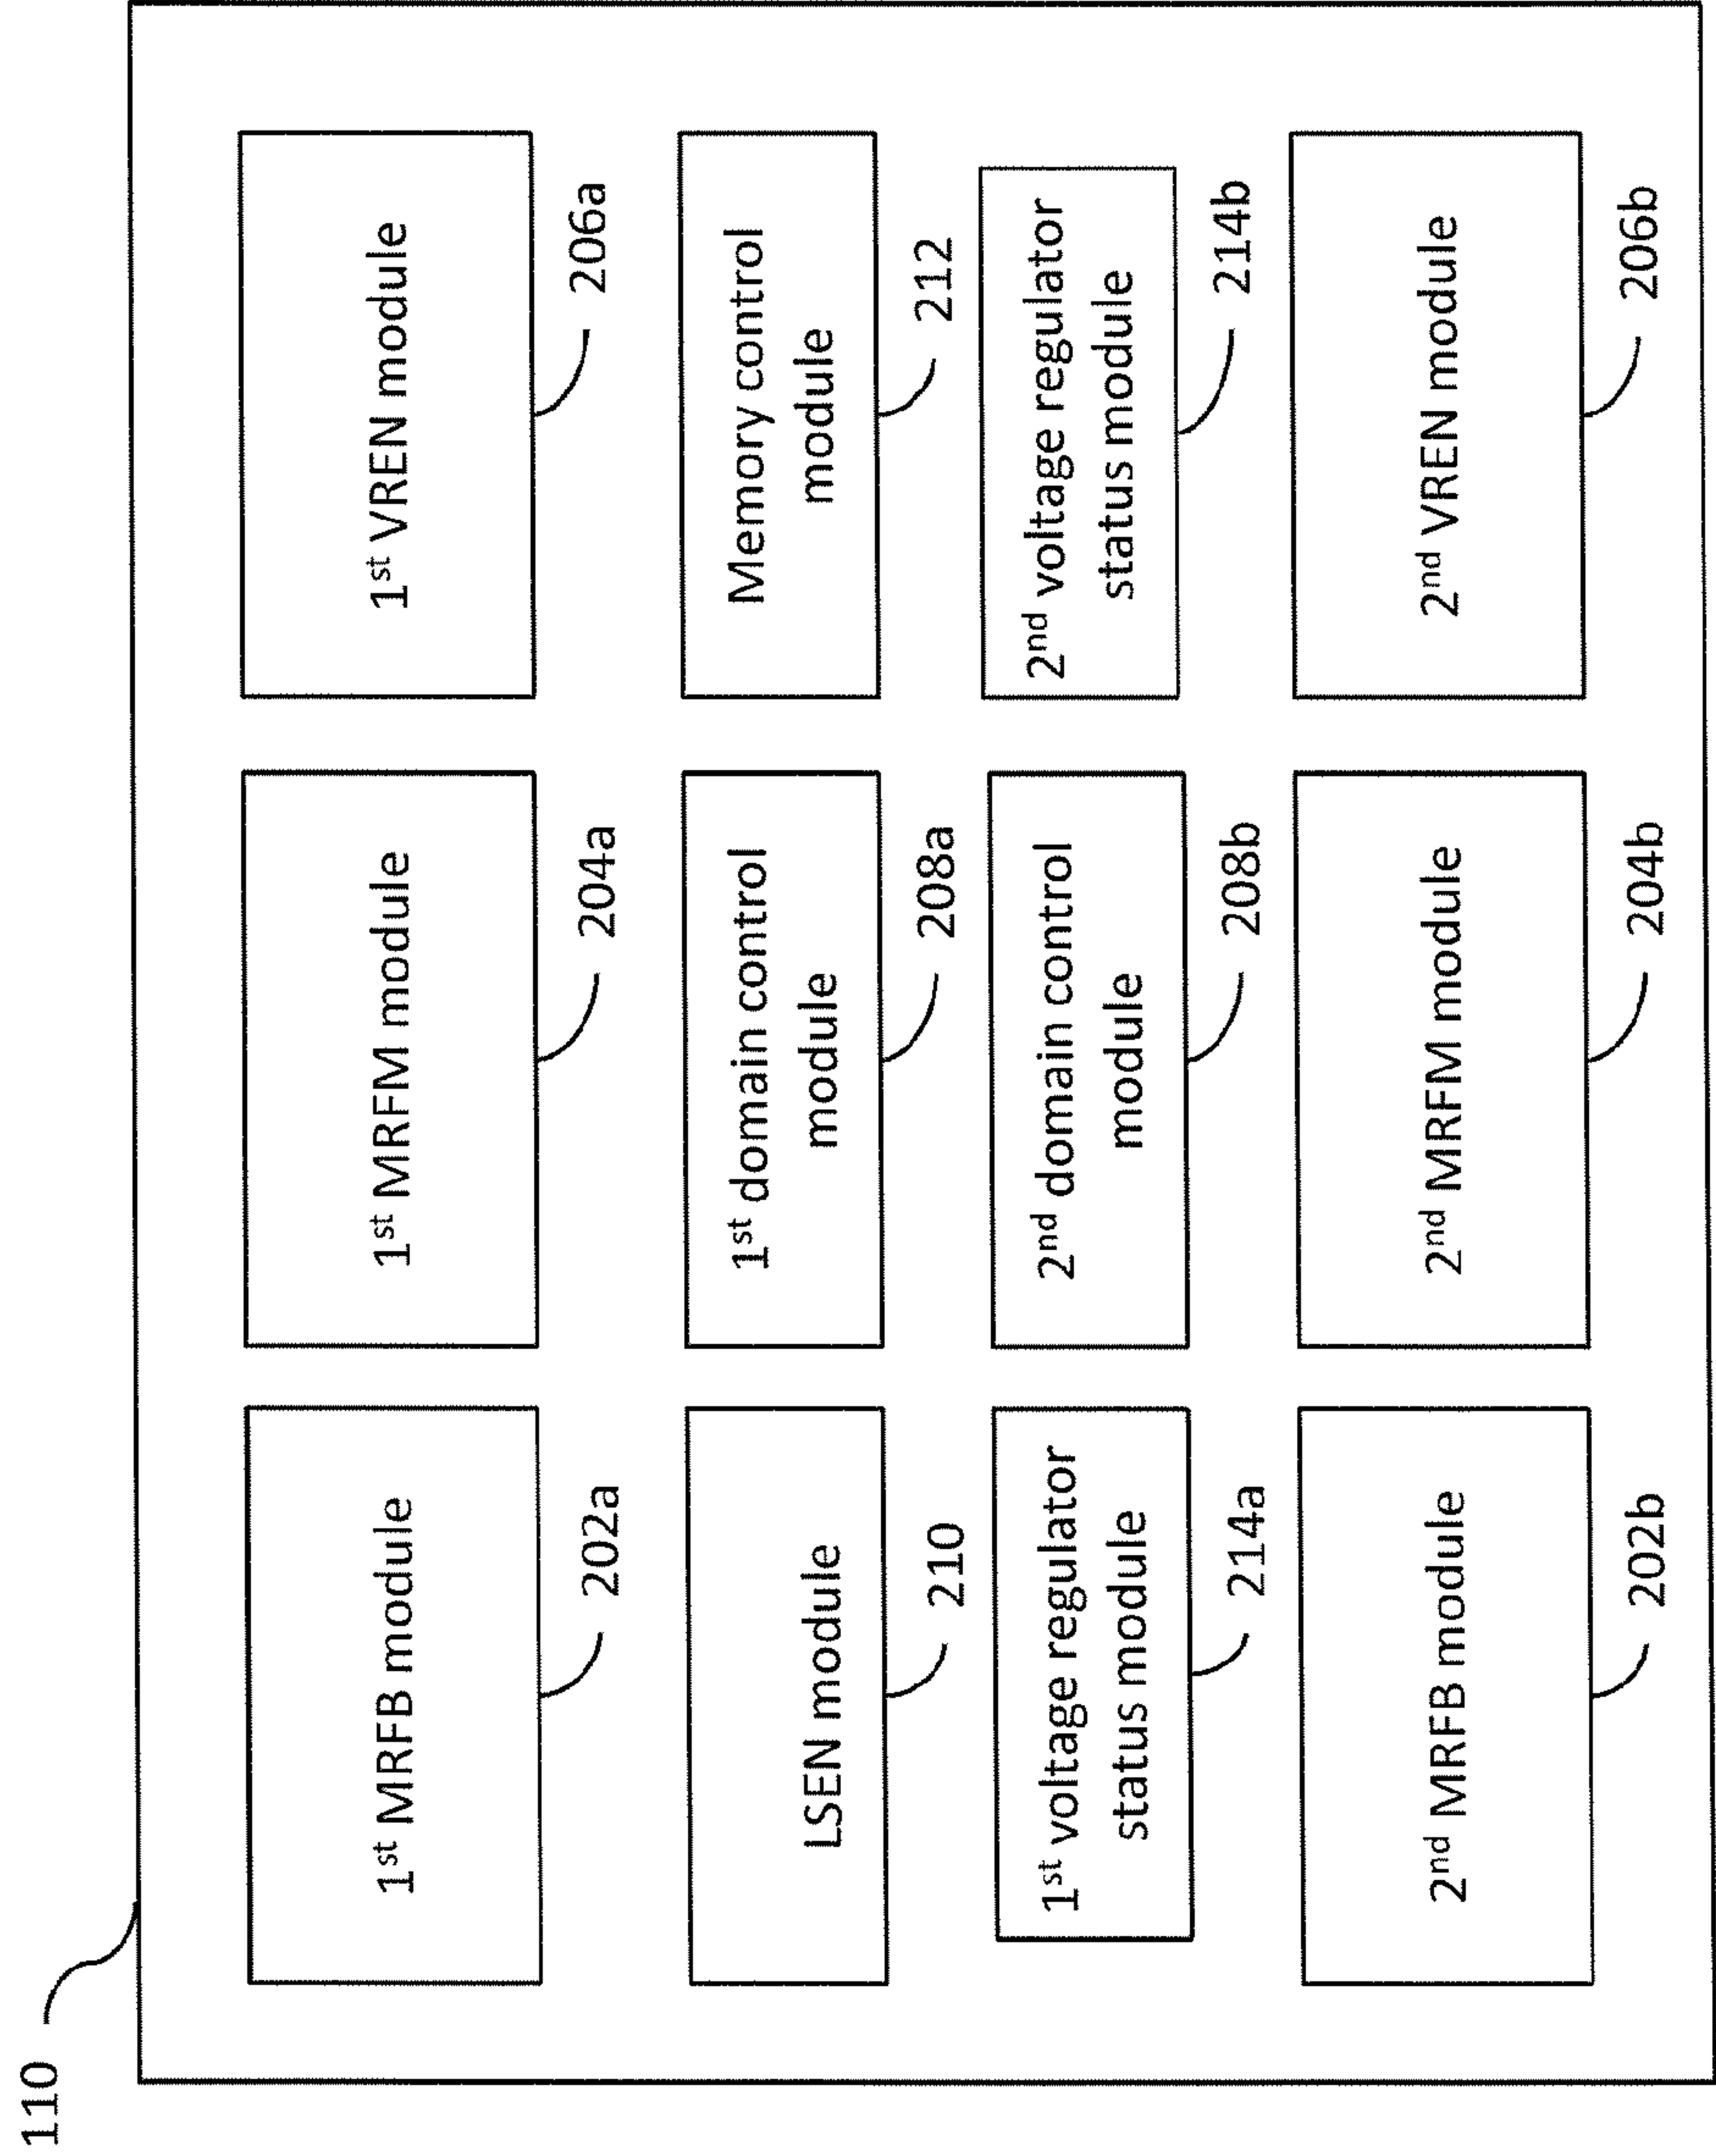 110
1st MRFB module
202a
1st MRFM module
204a
1st VREN module
206a
LSEN module
210
1st domain control
module
208a
Memory control
module
212
1st voltage regulator
status module
214a
2nd domain control
module
208b
2nd voltage regulator
status module
214b
2nd MRFB module
202b
2nd MRFM module
204b
2nd VREN module
206b